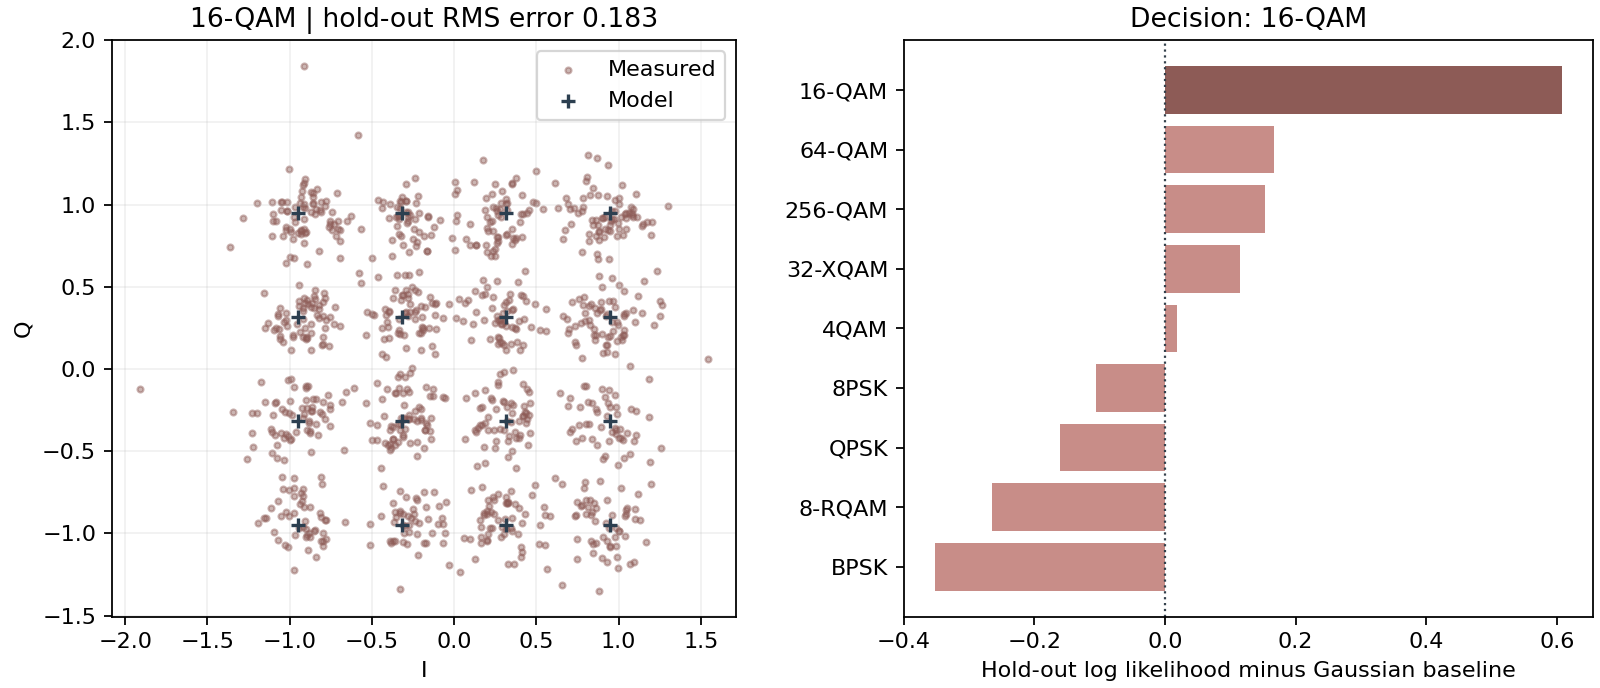 16-QAM | hold-out RMS error 0.183
Measured
Model
2.0
1.5
1.0
0.5
0.0
−0.5
−1.0
−1.5
Q
−2.0 −1.5 −1.0 −0.5 0.0 0.5 1.0 1.5
I
Decision: 16-QAM
16-QAM
64-QAM
256-QAM
32-XQAM
4QAM
8PSK
QPSK
8-RQAM
BPSK
−0.4 −0.2 0.0 0.2 0.4 0.6
Hold-out log likelihood minus Gaussian baseline